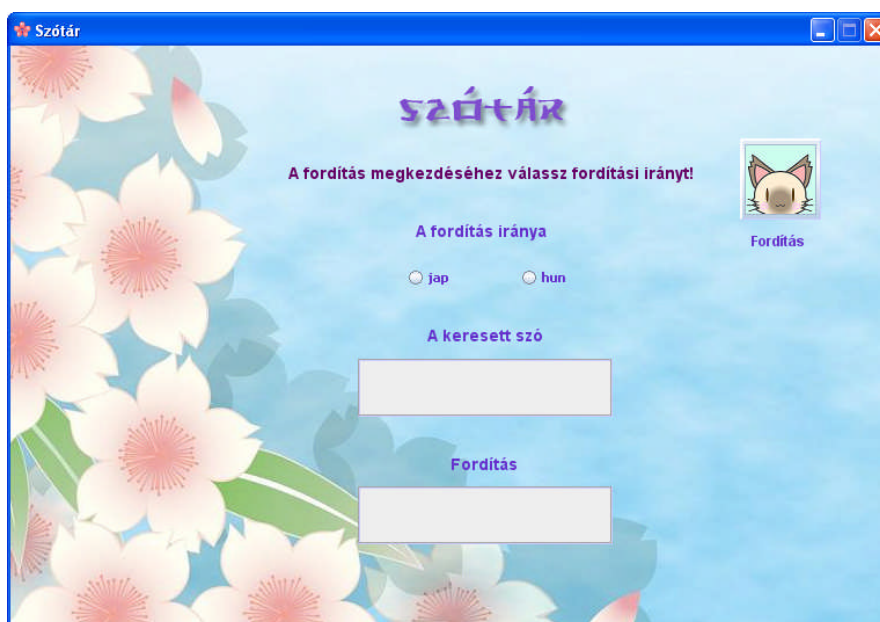 Szótár
SZÓTÁR
A fordítás megkezdéséhez válassz fordítási irányt!
A fordítás iránya
Fordítás
jap hun
A keresett szó
Fordítás